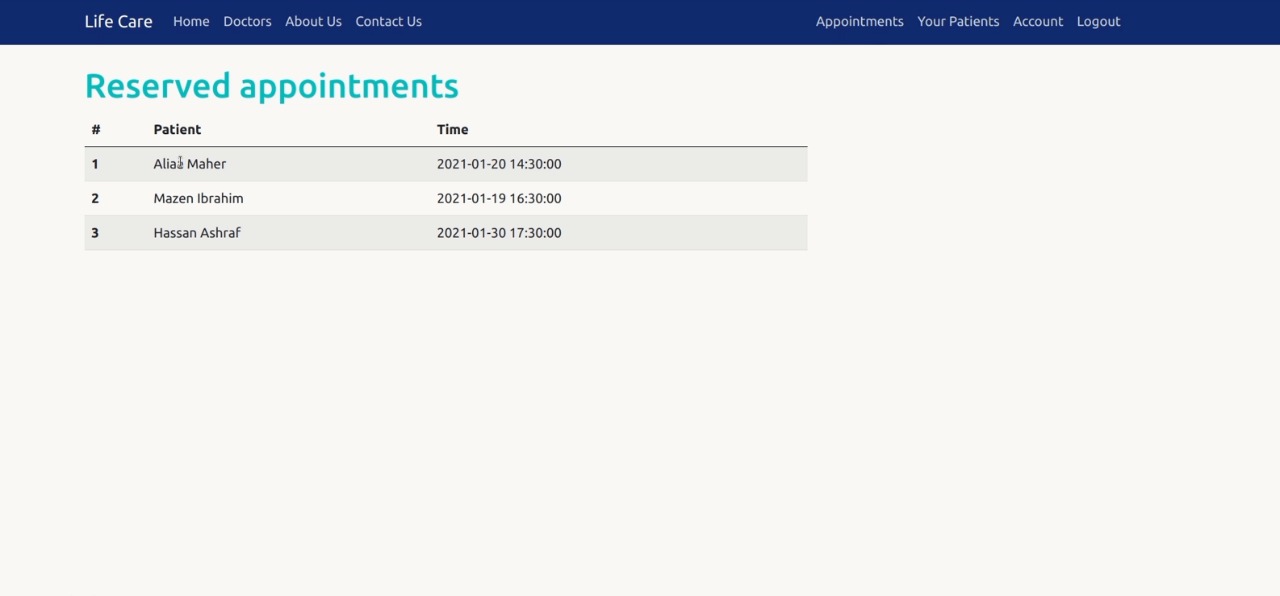 Life Care Home Doctors About Us Contact Us Appointments Your Patients Account Logout
Reserved appointments
# Patient Time
1 Maher 2021-01-20 14:30:00
2 Mazen Ibrahim 2021-01-19 16:30:00
3 Hassan Ashraf 2021-01-30 17:30:00